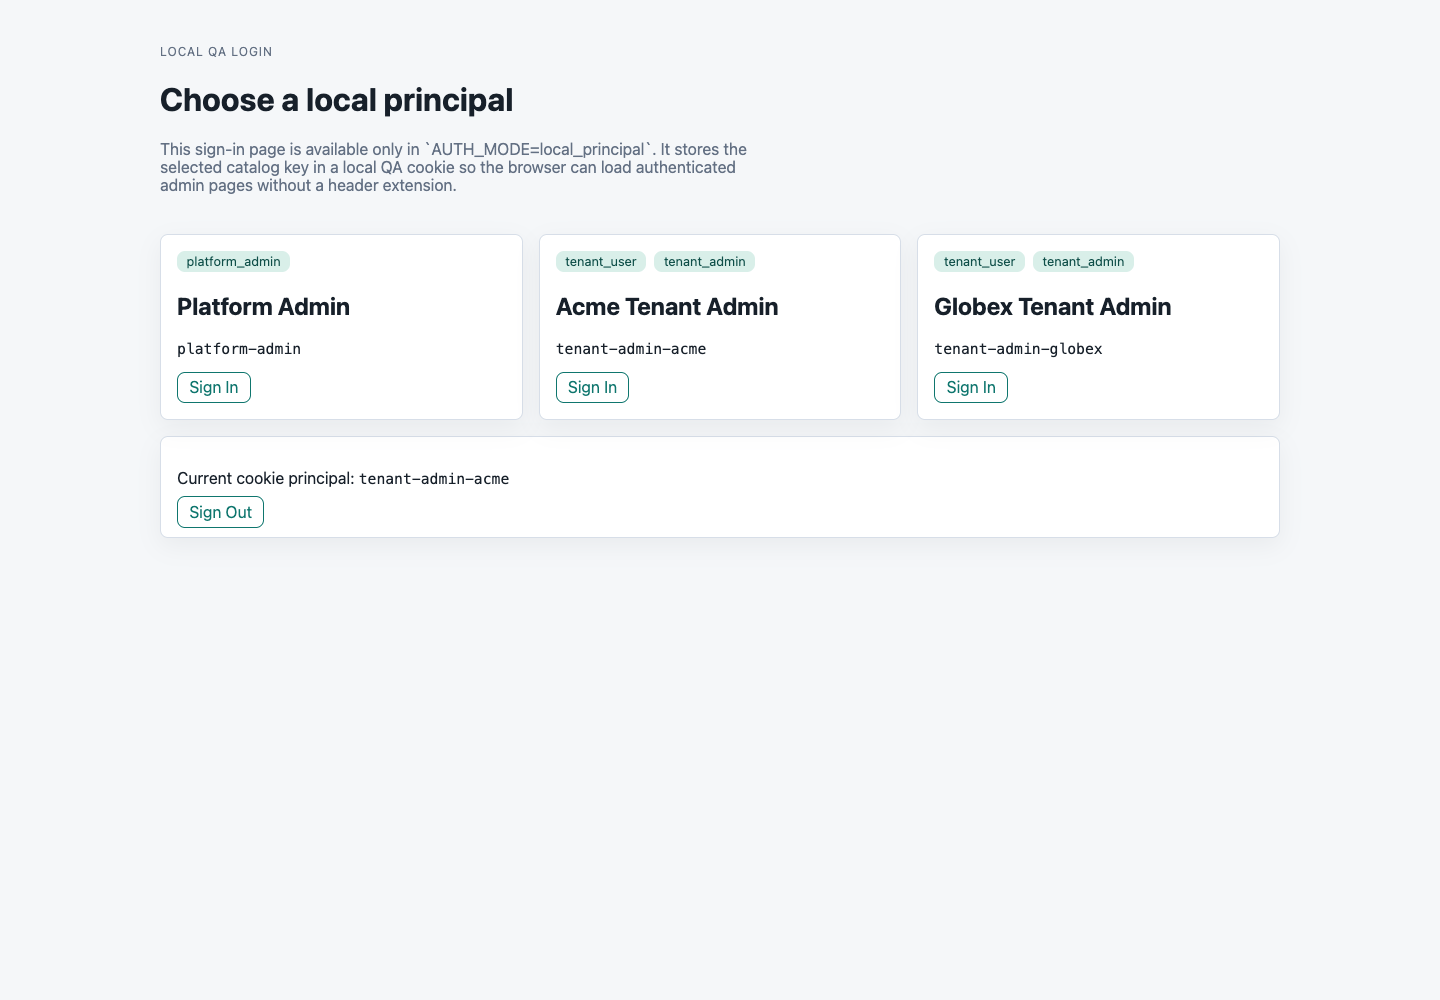 LOCAL QA LOGIN
Choose a local principal
This sign-in page is available only in `AUTH_MODE=local_principal`. It stores the
selected catalog key in a local QA cookie so the browser can load authenticated
admin pages without a header extension.
platform_admin
Platform Admin
platform-admin
Sign In
tenant_user tenant_admin
Acme Tenant Admin
tenant-admin-acme
Sign In
tenant_user tenant_admin
Globex Tenant Admin
tenant-admin-globex
Sign In
Current cookie principal: tenant-admin-acme
Sign Out